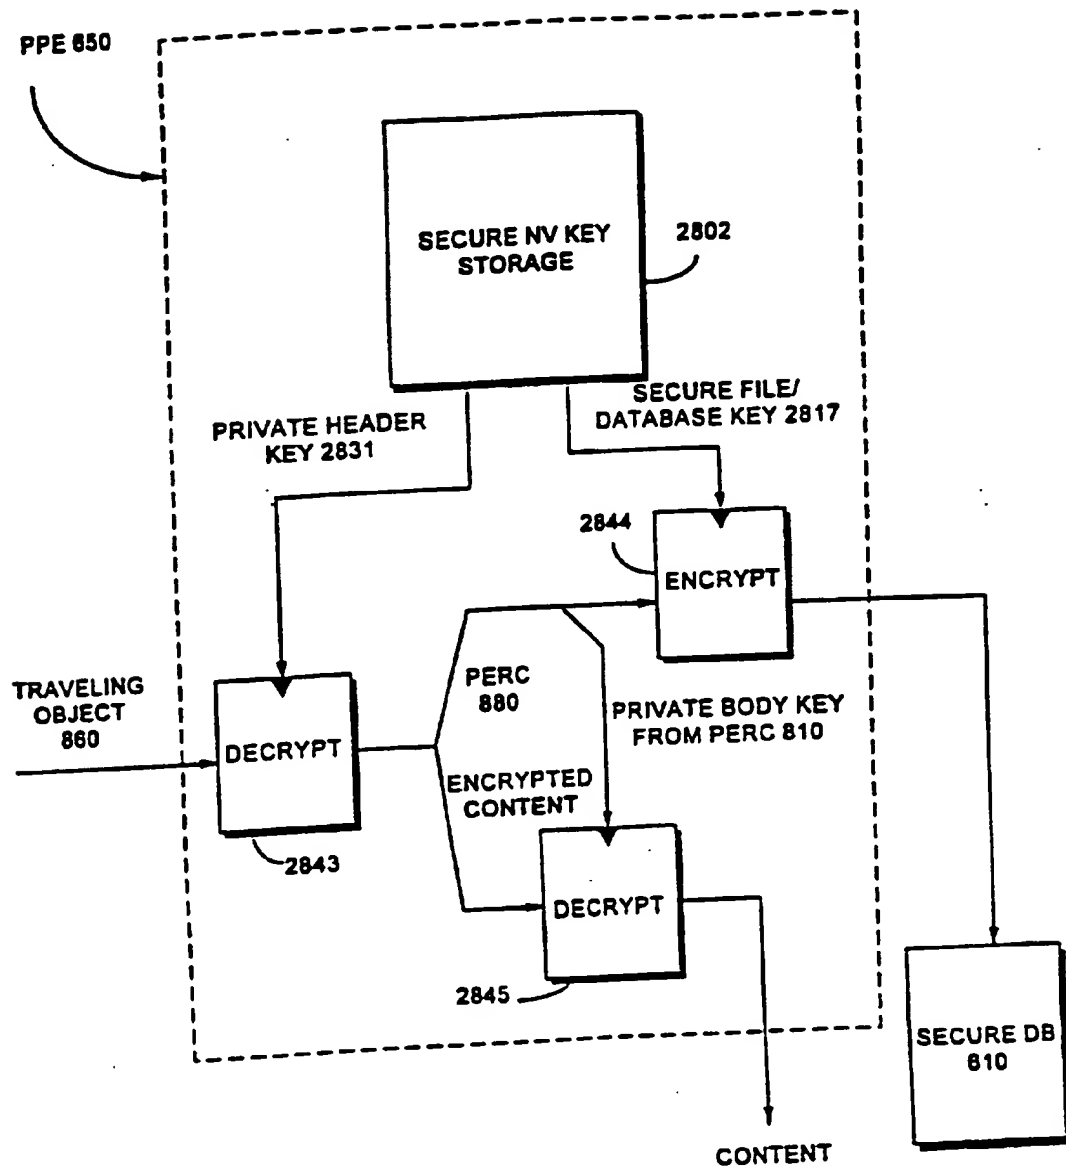 PPE 650
SECURE NV KEY
STORAGE
2802
PRIVATE HEADER
KEY 2831
SECURE FILE/
DATABASE KEY 2817
2844
ENCRYPT
TRAVELING
OBJECT
860
DECRYPT
PERC
880
PRIVATE BODY KEY
FROM PERC 810
ENCRYPTED
CONTENT
2843
DECRYPT
2845
SECURE DB
610
CONTENT